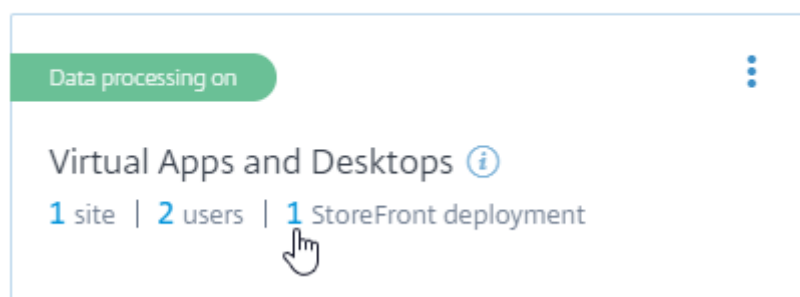 Data processing on
Virtual Apps and Desktops i
1 site | 2 users | 1 StoreFront deployment